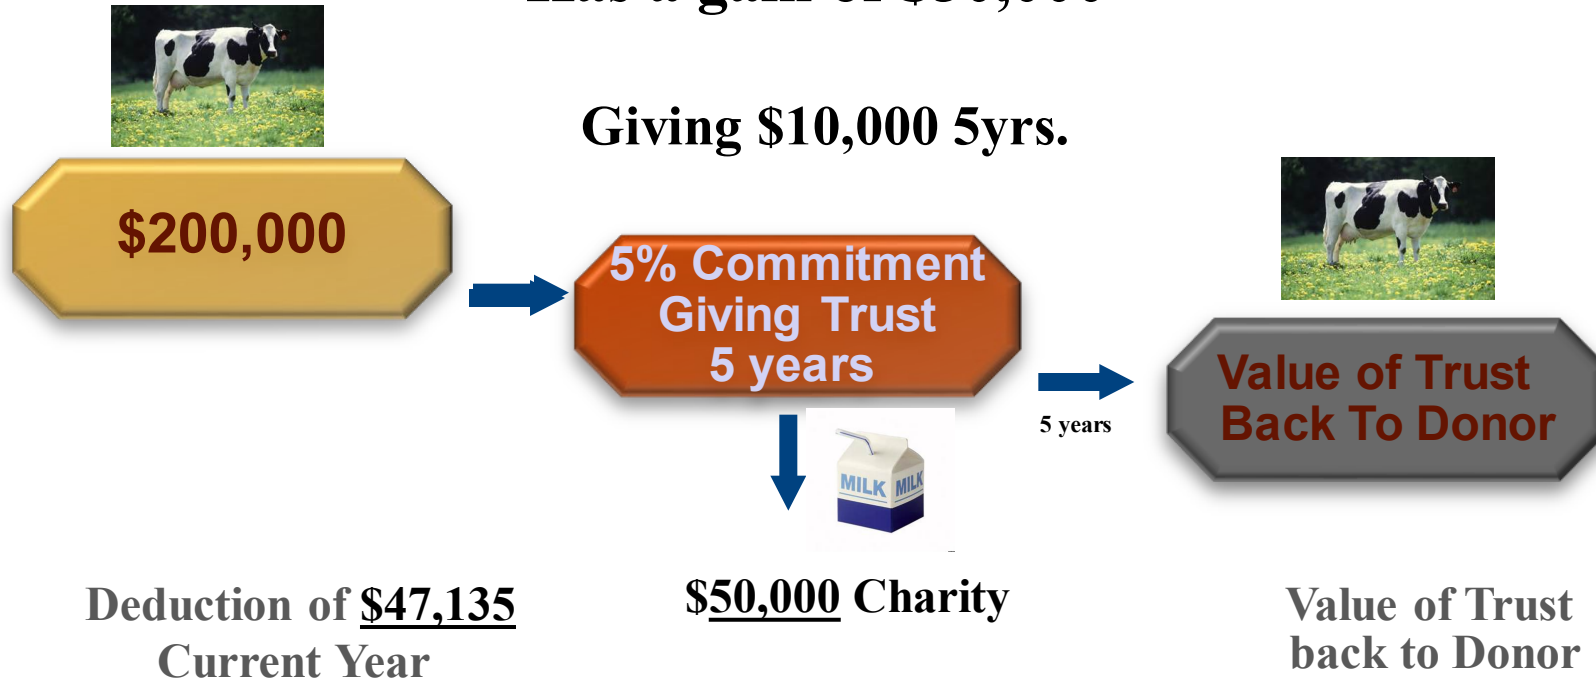 Giving $10,000 5yrs.
$200,000
5% Commitment
Giving Trust
5 years
5 years
Value of Trust
Back To Donor
MILK MILK
Deduction of $47,135
Current Year
$50,000 Charity
Value of Trust
back to Donor